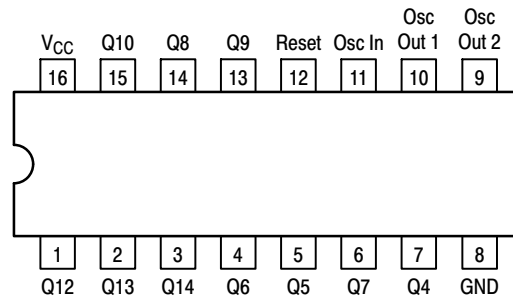 Osc Osc
VCC Q10 Q8 Q9 Reset Osc In Out 1 Out 2
16 15 14 13 12 11 10 9
1 2 3 4 5 6 7 8
Q12 Q13 Q14 Q6 Q5 Q7 Q4 GND